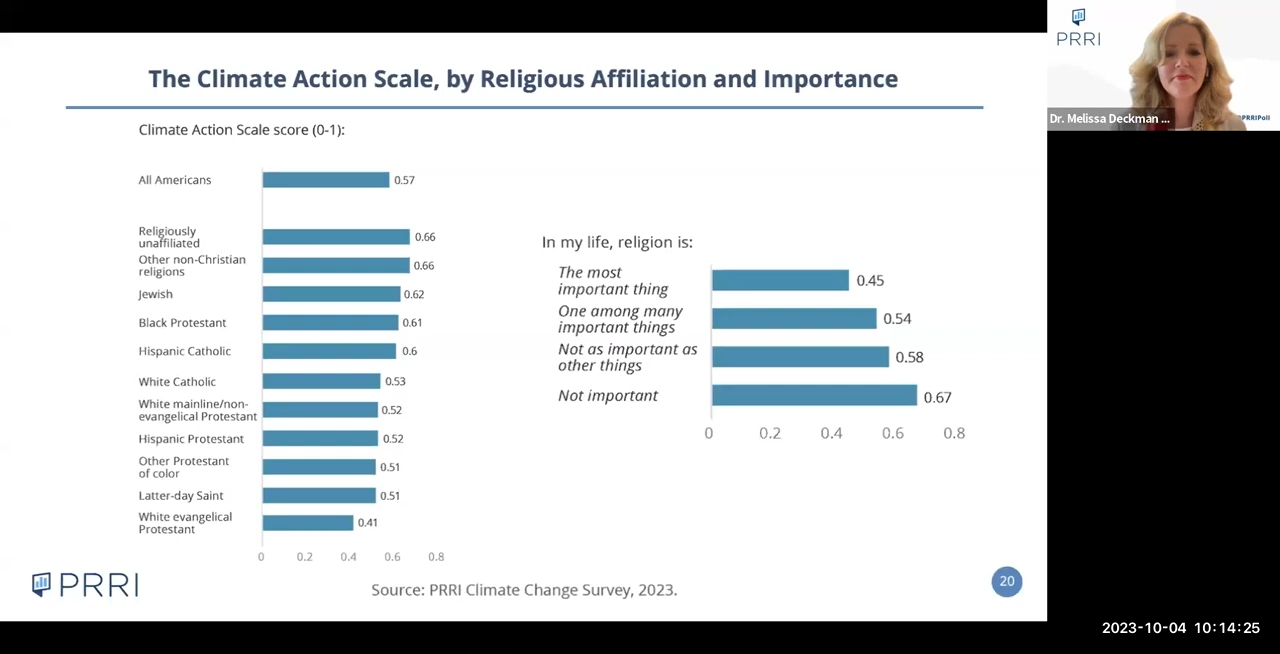 The Climate Action Scale, by Religious Affiliation and Importance
Climate Action Scale score (0-1):
All Americans 0.57
Religiously
unaffiliated 0.66
Other non-Christian
religions 0.66
Jewish 0.62
Black Protestant 0.61
Hispanic Catholic 0.6
White Catholic 0.53
White mainline/non-
evangelical Protestant 0.52
Hispanic Protestant 0.52
Other Protestant
of color 0.51
Latter-day Saint 0.51
White evangelical
Protestant 0.41
0 0.2 0.4 0.6 0.8
In my life, religion is:
The most
important thing 0.45
One among many
important things 0.54
Not as important as
other things 0.58
Not important 0.67
0 0.2 0.4 0.6 0.8
PRRI
Source: PRRI Climate Change Survey, 2023.
20
PRRI
Dr. Melissa Deckman ...
PRRIPoll
2023-10-04 10:14:25